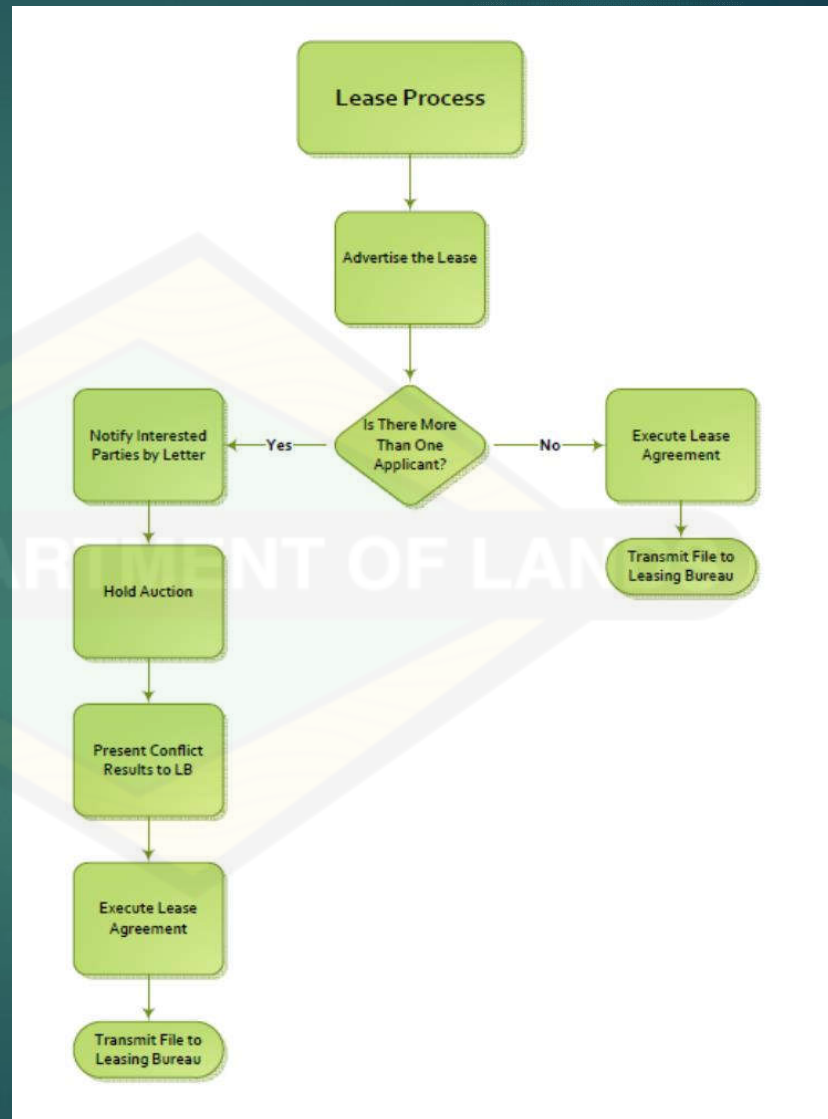 Lease Process
Advertise the Lease
Is There More
Than One
Applicant?
Yes
No
Notify Interested
Parties by Letter
Execute Lease
Agreement
Transmit File to
Leasing Bureau
Hold Auction
Present Conflict
Results to LB
Execute Lease
Agreement
Transmit File to
Leasing Bureau
OF